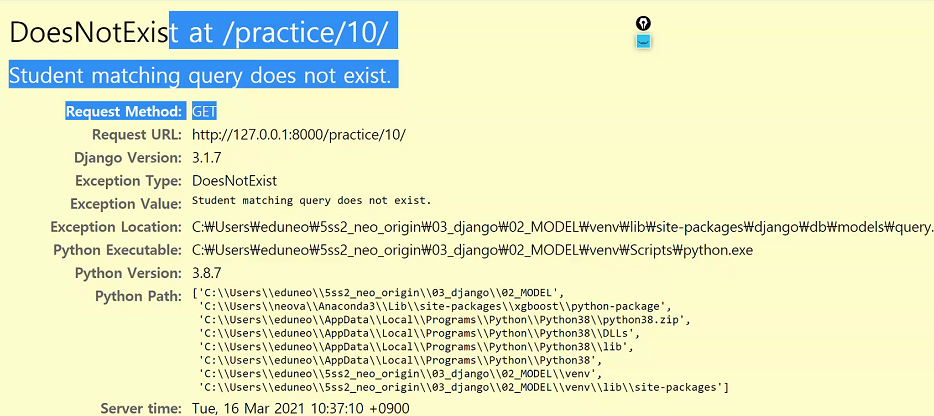 DoesNotExist at /practice/10/
Student matching query does not exist.
Request Method: GET
Request URL: http://127.0.0.1:8000/practice/10/
Django Version: 3.1.7
Exception Type: DoesNotExist
Exception Value: Student matching query does not exist.
Exception Location: C:₩Users₩eduneo₩5ss2_neo_origin₩03_django₩02_MODEL₩venv₩lib₩site-packages₩django₩db₩models₩query.
Python Executable: C:₩Users₩eduneo₩5ss2_neo_origin₩03_django₩02_MODEL₩venv₩Scripts₩python.exe
Python Version: 3.8.7
Python Path: ['C:\\Users\\eduneo\\5ss2_neo_origin\\03_django\\02_MODEL',
'C:\\Users\\neova\\Anaconda3\\Lib\\site-packages\\xgboost\\python-package',
'C:\\Users\\eduneo\\AppData\\Local\\Programs\\Python\\Python38\\python38.zip',
'C:\\Users\\eduneo\\AppData\\Local\\Programs\\Python\\Python38\\DLLs',
'C:\\Users\\eduneo\\AppData\\Local\\Programs\\Python\\Python38\\lib',
'C:\\Users\\eduneo\\AppData\\Local\\Programs\\Python\\Python38',
'C:\\Users\\eduneo\\5ss2_neo_origin\\03_django\\02_MODEL\\venv',
'C:\\Users\\eduneo\\5ss2_neo_origin\\03_django\\02_MODEL\\venv\\lib\\site-packages']
Server time: Tue, 16 Mar 2021 10:37:10 +0900